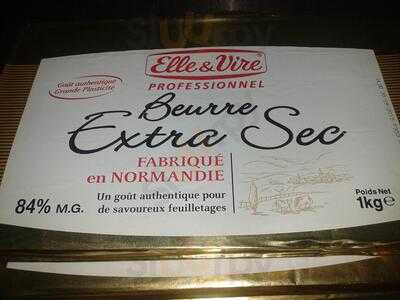 Elle & Vire
PROFESSIONNEL
Goût authentique
Grande Plasticité
Beurre
Extra Sec
FABRIQUÉ
en NORMANDIE
84% M.G.
Un goût authentique pour
de savoureux feuilletages
Poids Net
1kg e